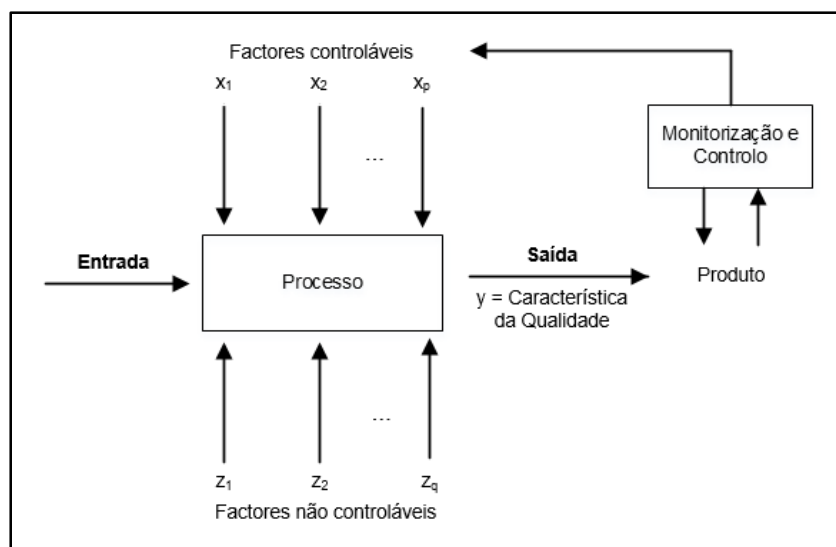 Factores controláveis
x1 x2 xp
...
Monitorização e
Controlo
Entrada
Processo
Saída
y = Característica
da Qualidade
Produto
...
z1 z2 zq
Factores não controláveis